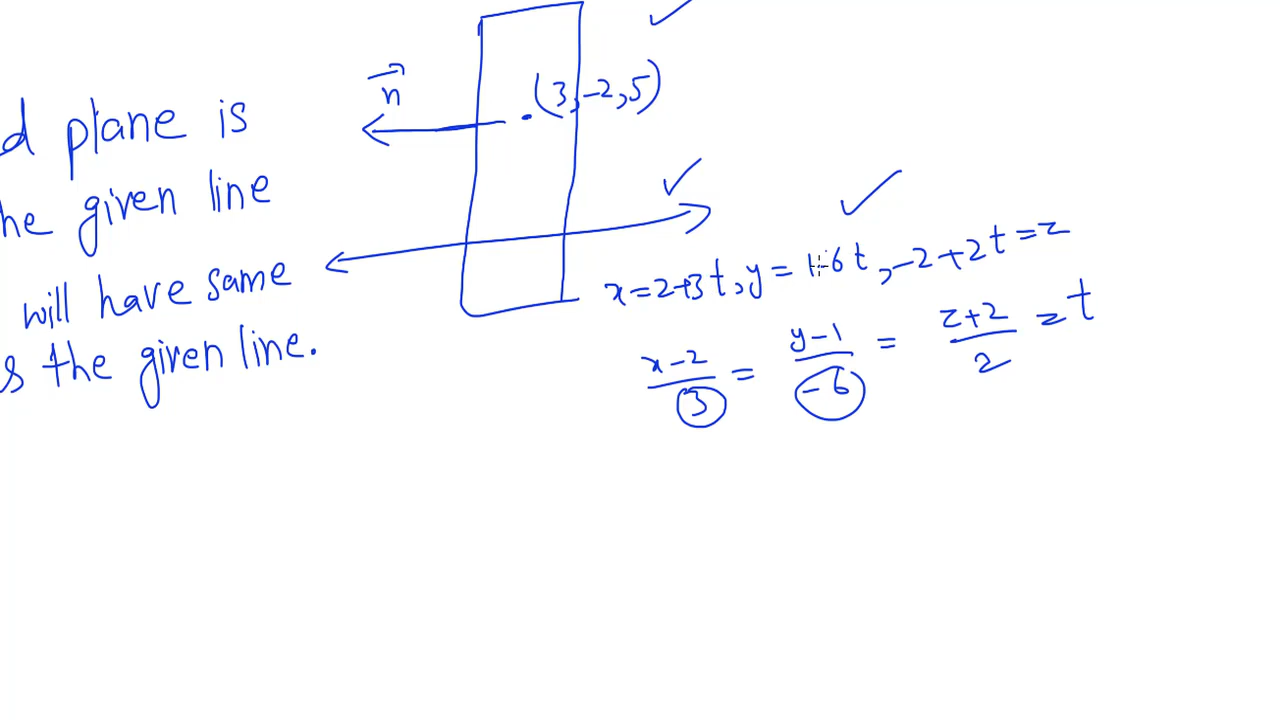 d plane is
he given line
will have same
s the given line.
n
(3,-2,5)
x=2+3t, y=1-6t, -2+2t=z
x-2/3 = y-1/-6 = z+2/2 = t